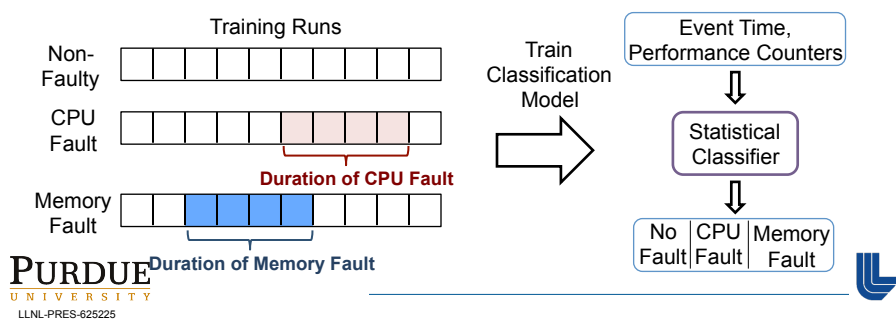 Training Runs
Non-
Faulty
CPU
Fault
Duration of CPU Fault
Memory
Fault
Duration of Memory Fault
Train
Classification
Model
Event Time,
Performance Counters
Statistical
Classifier
No
Fault
CPU
Fault
Memory
Fault
PURDUE
UNIVERSITY
LLNL-PRES-625225